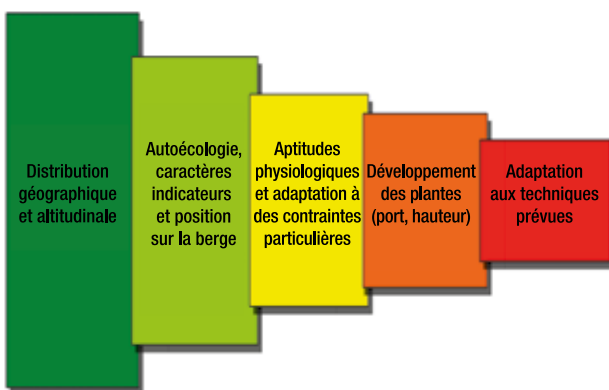 Distribution
géographique
et altitudinale
Autoécologie,
caractères
indicateurs
et position
sur la berge
Aptitudes
physiologiques
et adaptation à
des contraintes
particulières
Développement
des plantes
(port, hauteur)
Adaptation
aux techniques
prévues